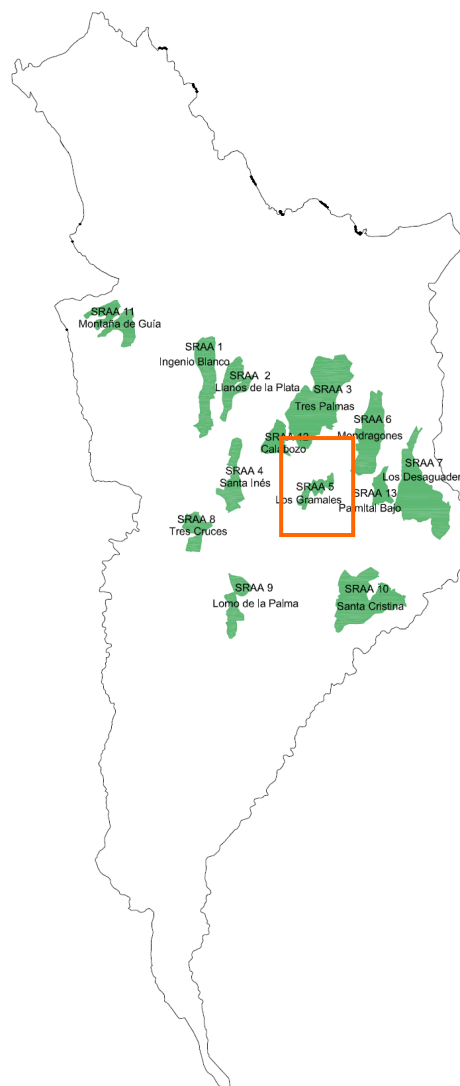 SRAA 11
Montaña de Guía
SRAA 1
Ingenio Blanco
SRAA 2
Llanos de la Plata
SRAA 3
Tres Palmas
SRAA 6
Mondragones
SRAA 12
Calabozo
SRAA 4
Santa Inés
SRAA 5
Los Gramales
SRAA 7
Los Desaguader
SRAA 13
Palmital Bajo
SRAA 8
Tres Cruces
SRAA 9
Lomo de la Palma
SRAA 10
Santa Cristina